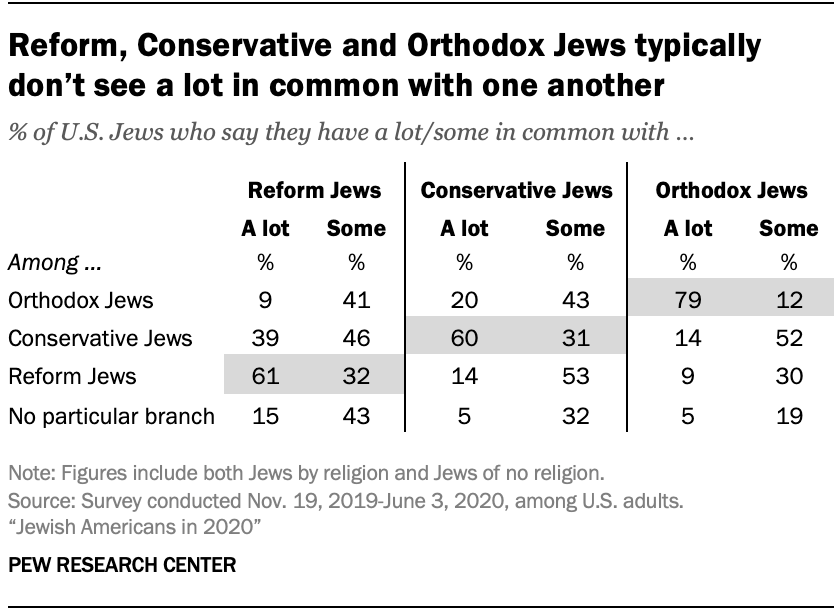 Reform, Conservative and Orthodox Jews typically
don’t see a lot in common with one another
% of U.S. Jews who say they have a lot/some in common with ...
Reform Jews Conservative Jews Orthodox Jews
A lot Some A lot Some A lot Some
Among ... % % % % % %
Orthodox Jews 9 41 20 43 79 12
Conservative Jews 39 46 60 31 14 52
Reform Jews 61 32 14 53 9 30
No particular branch 15 43 5 32 5 19
Note: Figures include both Jews by religion and Jews of no religion.
Source: Survey conducted Nov. 19, 2019-June 3, 2020, among U.S. adults.
“Jewish Americans in 2020”
PEW RESEARCH CENTER